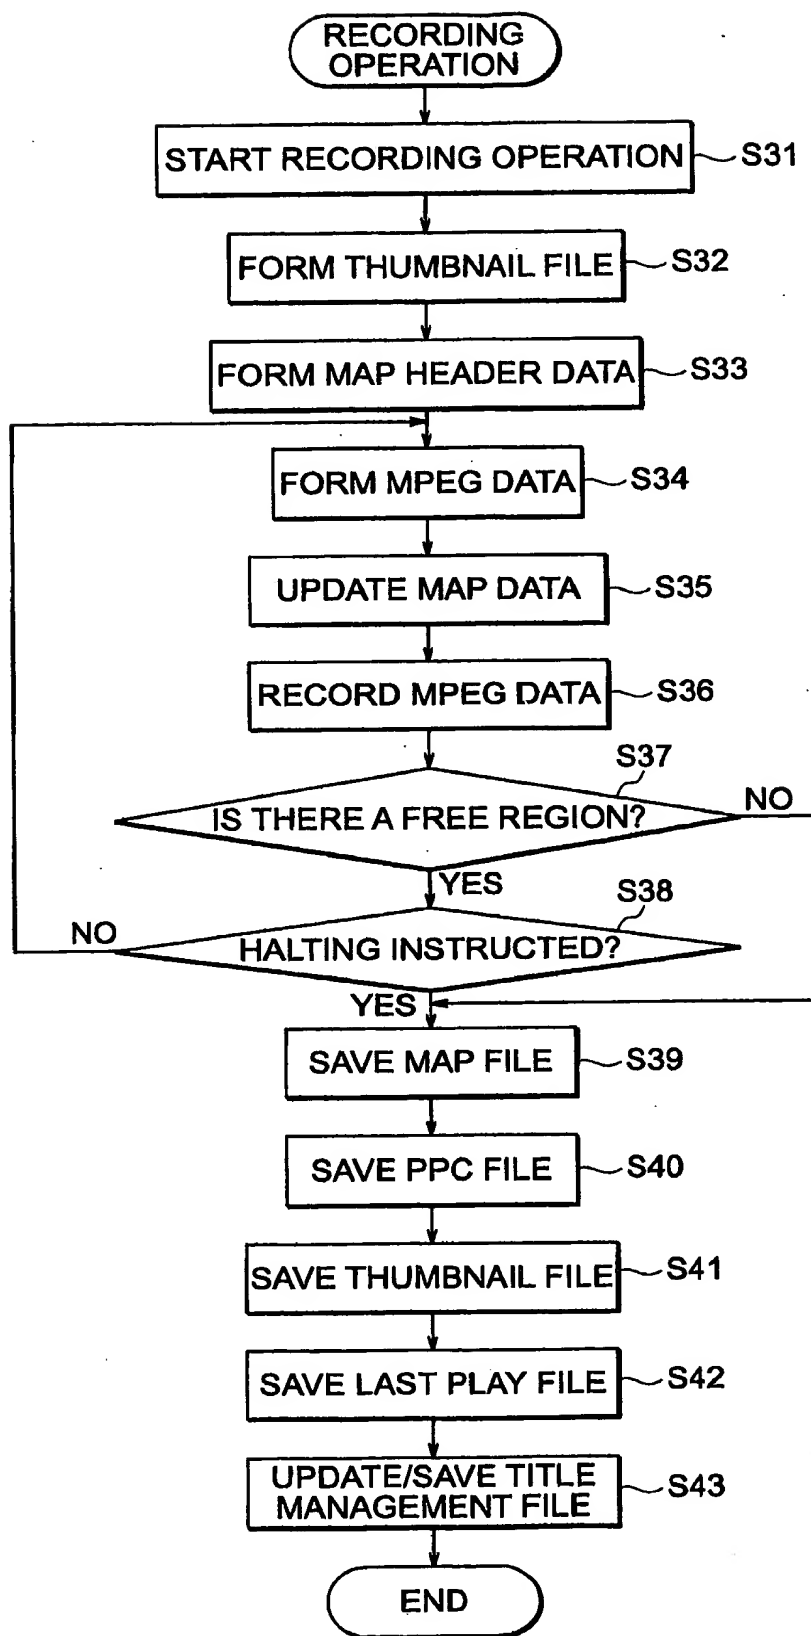 RECORDING
OPERATION
START RECORDING OPERATION
S31
FORM THUMBNAIL FILE
S32
FORM MAP HEADER DATA
S33
FORM MPEG DATA
S34
UPDATE MAP DATA
S35
RECORD MPEG DATA
S36
S37
IS THERE A FREE REGION?
NO
YES
S38
NO
HALTING INSTRUCTED?
YES
SAVE MAP FILE
S39
SAVE PPC FILE
S40
SAVE THUMBNAIL FILE
S41
SAVE LAST PLAY FILE
S42
UPDATE/SAVE TITLE
MANAGEMENT FILE
S43
END